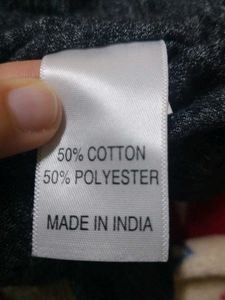 50% COTTON
50% POLYESTER
MADE IN INDIA